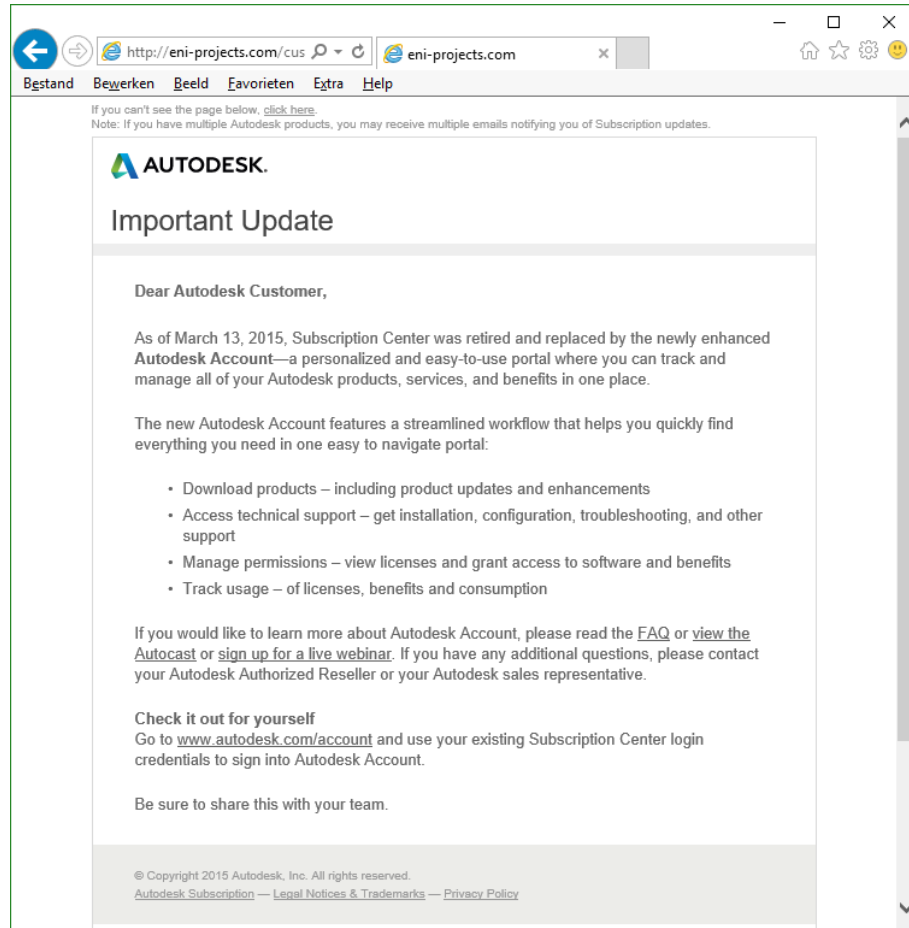 http://eni-projects.com/cus
eni-projects.com
Bestand Bewerken Beeld Favorieten Extra Help
If you can't see the page below, click here.
Note: If you have multiple Autodesk products, you may receive multiple emails notifying you of Subscription updates.
AUTODESK.
Important Update
Dear Autodesk Customer,
As of March 13, 2015, Subscription Center was retired and replaced by the newly enhanced
Autodesk Account—a personalized and easy-to-use portal where you can track and
manage all of your Autodesk products, services, and benefits in one place.
The new Autodesk Account features a streamlined workflow that helps you quickly find
everything you need in one easy to navigate portal:
• Download products – including product updates and enhancements
• Access technical support – get installation, configuration, troubleshooting, and other
support
• Manage permissions – view licenses and grant access to software and benefits
• Track usage – of licenses, benefits and consumption
If you would like to learn more about Autodesk Account, please read the FAQ or view the
Autocast or sign up for a live webinar. If you have any additional questions, please contact
your Autodesk Authorized Reseller or your Autodesk sales representative.
Check it out for yourself
Go to www.autodesk.com/account and use your existing Subscription Center login
credentials to sign into Autodesk Account.
Be sure to share this with your team.
© Copyright 2015 Autodesk, Inc. All rights reserved.
Autodesk Subscription — Legal Notices & Trademarks — Privacy Policy